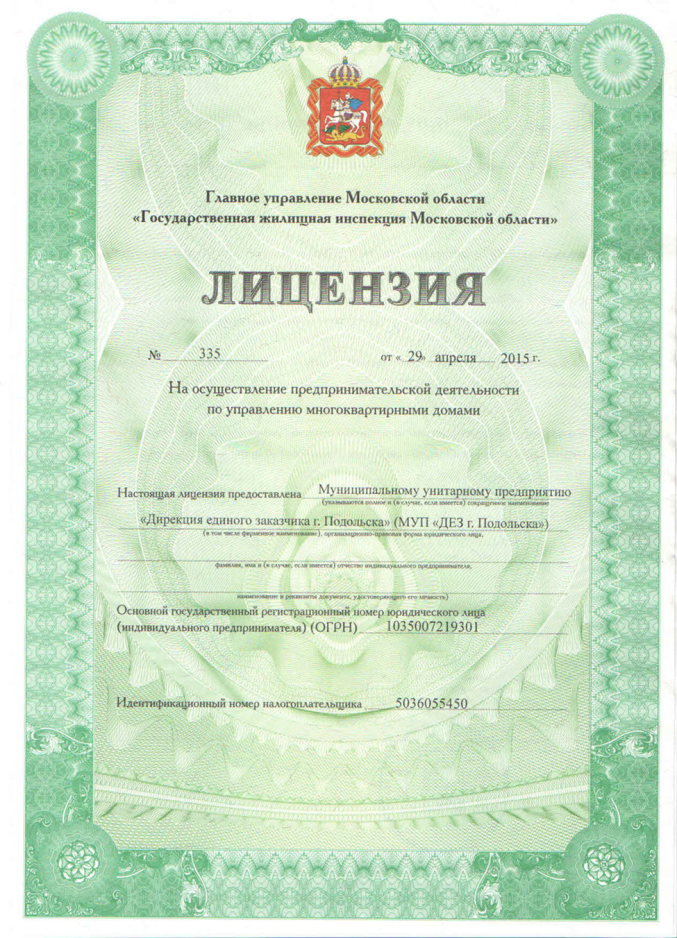 Главное управление Московской области
«Государственная жилищная инспекция Московской области»
ЛИЦЕНЗИЯ
№ 335 от « 29» апреля 2015 г.
На осуществление предпринимательской деятельности
по управлению многоквартирными домами
Настоящая лицензия предоставлена Муниципальному унитарному предприятию
(указываются полное и (в случае, если имеется) сокращенное наименование
«Дирекция единого заказчика г. Подольска» (МУП «ДЕЗ г. Подольска»)
(в том числе фирменное наименование), организационно-правовая форма юридического лица,
фамилия, имя и (в случае, если имеется) отчество индивидуального предпринимателя,
наименование и реквизиты документа, удостоверяющего его личность)
Основной государственный регистрационный номер юридического лица
(индивидуального предпринимателя) (ОГРН) 1035007219301
Идентификационный номер налогоплательщика 5036055450